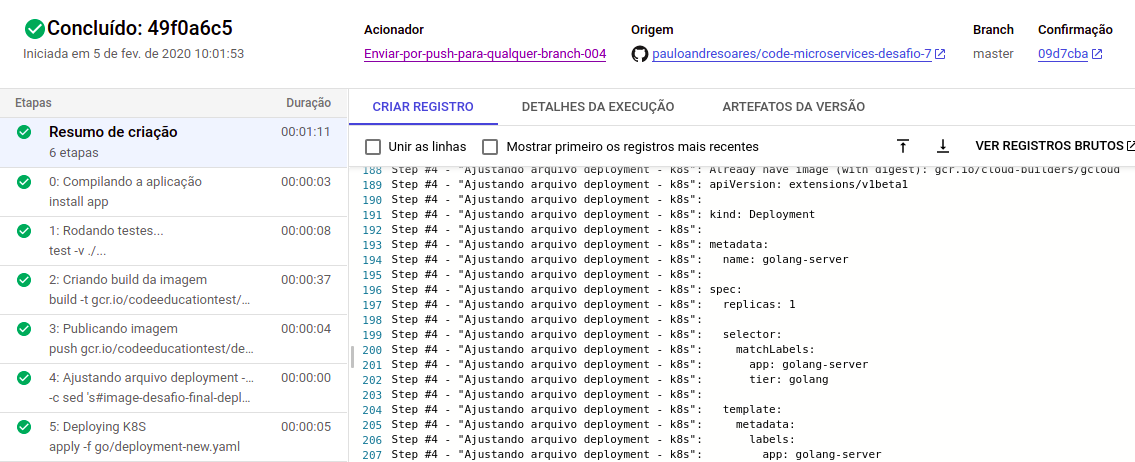 Concluído: 49f0a6c5
Iniciada em 5 de fev. de 2020 10:01:53
Acionador
Enviar-por-push-para-qualquer-branch-004
Origem
pauloandresoares/code-microservices-desafio-7
Branch
master
Confirmação
09d7cba
Etapas Duração
Resumo de criação 00:01:11
6 etapas
0: Compilando a aplicação 00:00:03
install app
1: Rodando testes... 00:00:08
test -v ./...
2: Criando build da imagem 00:00:37
build -t gcr.io/codeeducationtest/...
3: Publicando imagem 00:00:04
push gcr.io/codeeducationtest/de...
4: Ajustando arquivo deployment -... 00:00:00
-c sed 's#image-desafio-final-depl...
5: Deploying K8S 00:00:05
apply -f go/deployment-new.yaml
CRIAR REGISTRO DETALHES DA EXECUÇÃO ARTEFATOS DA VERSÃO
Unir as linhas Mostrar primeiro os registros mais recentes VER REGISTROS BRUTOS
188 Step #4 - "Ajustando arquivo deployment - k8s": Already have image (with digest): gcr.io/cloud-builders/gcloud
189 Step #4 - "Ajustando arquivo deployment - k8s": apiVersion: extensions/v1beta1
190 Step #4 - "Ajustando arquivo deployment - k8s":
191 Step #4 - "Ajustando arquivo deployment - k8s": kind: Deployment
192 Step #4 - "Ajustando arquivo deployment - k8s":
193 Step #4 - "Ajustando arquivo deployment - k8s": metadata:
194 Step #4 - "Ajustando arquivo deployment - k8s":   name: golang-server
195 Step #4 - "Ajustando arquivo deployment - k8s":
196 Step #4 - "Ajustando arquivo deployment - k8s": spec:
197 Step #4 - "Ajustando arquivo deployment - k8s":   replicas: 1
198 Step #4 - "Ajustando arquivo deployment - k8s":
199 Step #4 - "Ajustando arquivo deployment - k8s":   selector:
200 Step #4 - "Ajustando arquivo deployment - k8s":     matchLabels:
201 Step #4 - "Ajustando arquivo deployment - k8s":       app: golang-server
202 Step #4 - "Ajustando arquivo deployment - k8s":       tier: golang
203 Step #4 - "Ajustando arquivo deployment - k8s":
204 Step #4 - "Ajustando arquivo deployment - k8s":   template:
205 Step #4 - "Ajustando arquivo deployment - k8s":     metadata:
206 Step #4 - "Ajustando arquivo deployment - k8s":       labels:
207 Step #4 - "Ajustando arquivo deployment - k8s":         app: golang-server